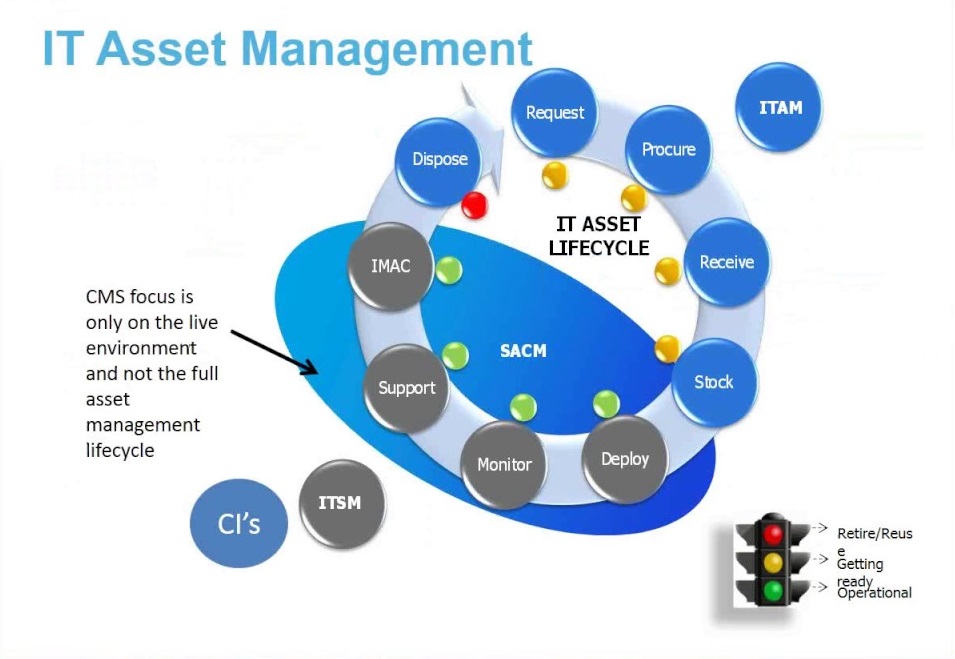 IT Asset Management
Request
ITAM
Procure
Dispose
IT ASSET
LIFECYCLE
Receive
IMAC
CMS focus is
only on the live
environment
and not the full
asset
management
lifecycle
SACM
Support
Stock
Monitor
Deploy
ITSM
CI's
Retire/Reus
e
Getting
ready
Operational